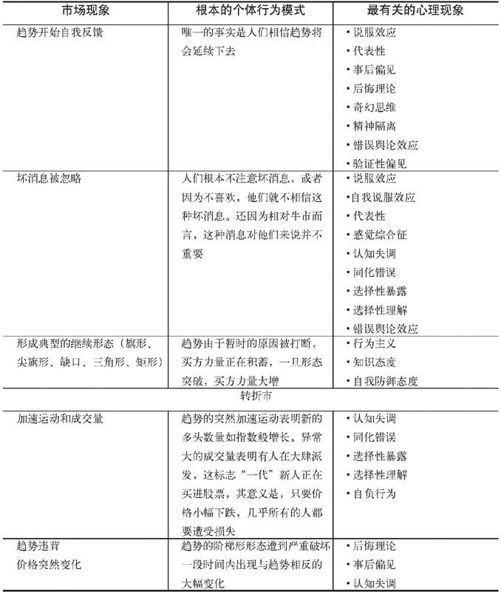 市场现象
根本的个体行为模式
最有关的心理现象
趋势开始自我反馈
唯一的事实是人们相信趋势将
会延续下去
·说服效应
·代表性
·事后偏见
·后悔理论
·奇幻思维
·精神隔离
·错误舆论效应
·验证性偏见
坏消息被忽略
人们根本不注意坏消息，或者
因为不喜欢，他们就不相信这
种坏消息。还因为相对牛市而
言，这种消息对他们来说并不
重要
·说服效应
·自我说服效应
·代表性
·感觉综合征
·认知失调
·同化错误
·选择性暴露
·选择性理解
·错误舆论效应
形成典型的继续形态（旗形、
尖旗形、缺口、三角形、矩形）
趋势由于暂时的原因被打断，
买方力量正在积蓄，一旦形态
突破，买方力量大增
·行为主义
·知识态度
·自我防御态度
转折市
加速运动和成交量
趋势的突然加速运动表明新的
多头数量如指数般增长。异常
大的成交量表明有人在大肆派
发，这标志“一代”新人正在
买进股票，其意义是，只要价
格小幅下跌，几乎所有的人都
要遭受损失
·认知失调
·同化错误
·选择性暴露
·选择性理解
·自负行为
趋势违背
价格突然变化
趋势的阶梯形形态遭到严重破坏
一段时间内出现与趋势相反的
大幅变化
·后悔理论
·事后偏见
·认知失调